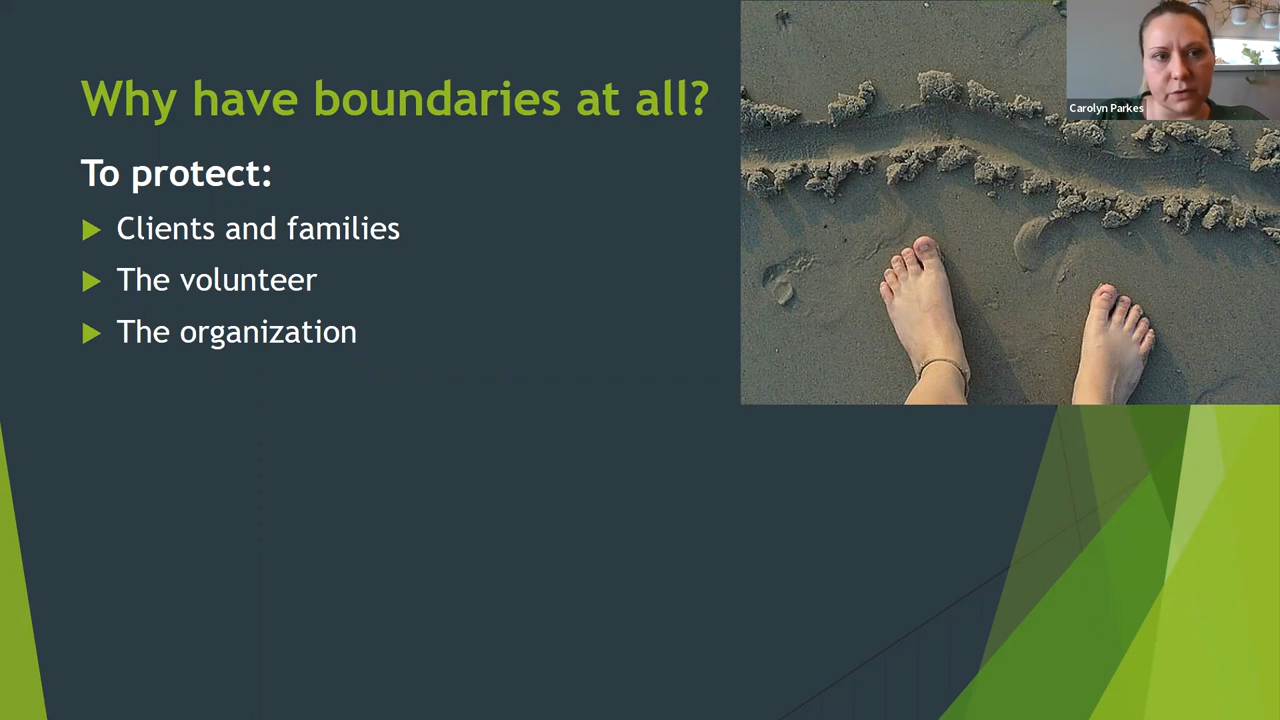 Why have boundaries at all?
To protect:
Clients and families
The volunteer
The organization
Carolyn Parkes